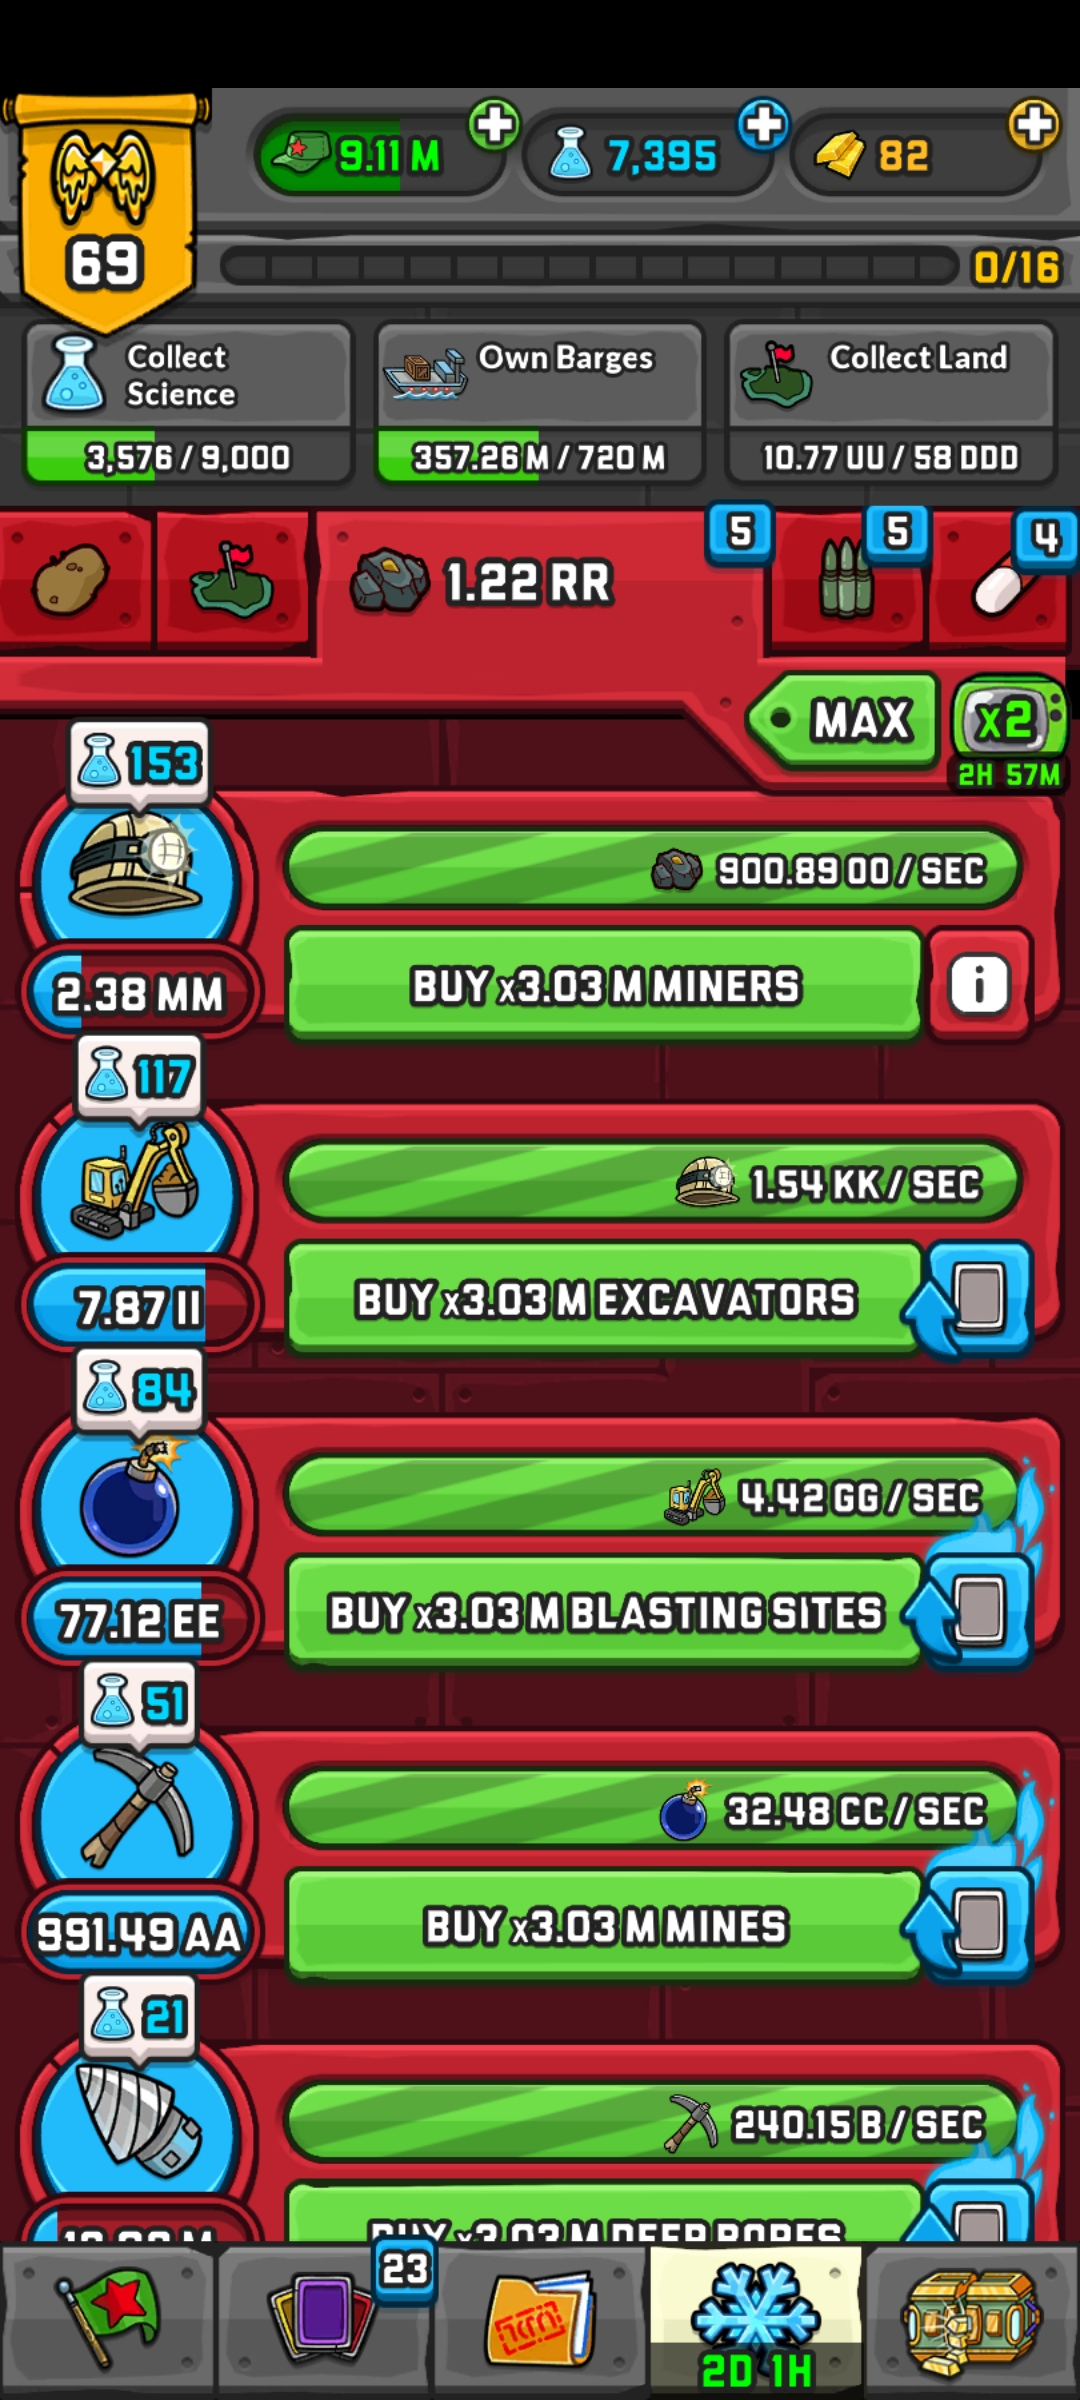 9.11 M
7,395
82
69
0/16
Collect
Science
3,576 / 9,000
Own Barges
357.26 M / 720 M
Collect Land
10.77 UU / 58 DDD
1.22 RR
5
5
4
MAX
x2
2H 57M
153
900.89 OO / SEC
2.38 MM
BUY x3.03 M MINERS
i
117
1.54 KK / SEC
7.87 II
BUY x3.03 M EXCAVATORS
84
4.42 GG / SEC
77.12 EE
BUY x3.03 M BLASTING SITES
51
32.48 CC / SEC
991.49 AA
BUY x3.03 M MINES
21
240.15 B / SEC
BUY x3.03 M DEEP BORES
23
2D 1H